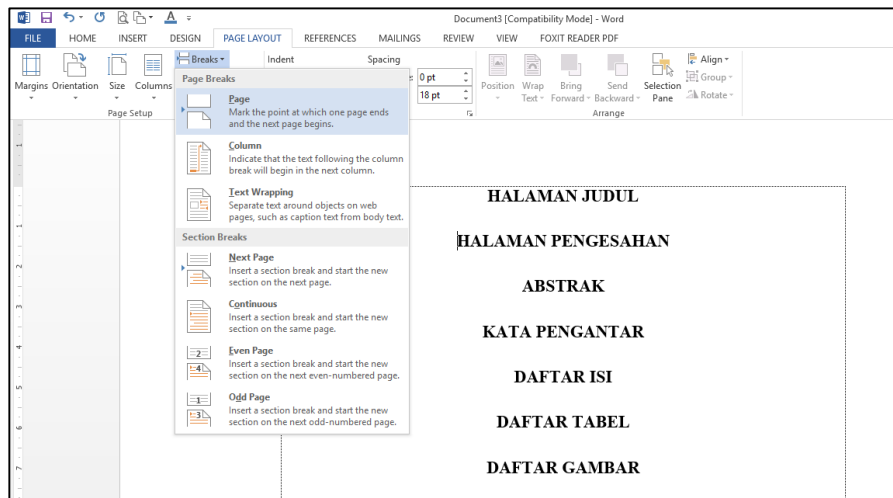 Document3 [Compatibility Mode] - Word
FILE HOME INSERT DESIGN PAGE LAYOUT REFERENCES MAILINGS REVIEW VIEW FOXIT READER PDF
Breaks Indent Spacing Align
0 pt Group
Margins Orientation Size Columns Position Wrap Bring Send Selection
18 pt Rotate
Text Forward Backward Pane
Page Setup Arrange
Page Breaks
Page
Mark the point at which one page ends
and the next page begins.
Column
Indicate that the text following the column
break will begin in the next column.
Text Wrapping
Separate text around objects on web
pages, such as caption text from body text.
Section Breaks
Next Page
Insert a section break and start the new
section on the next page.
Continuous
Insert a section break and start the new
section on the same page.
Even Page
Insert a section break and start the new
section on the next even-numbered page.
Odd Page
Insert a section break and start the new
section on the next odd-numbered page.
HALAMAN JUDUL
HALAMAN PENGESAHAN
ABSTRAK
KATA PENGANTAR
DAFTAR ISI
DAFTAR TABEL
DAFTAR GAMBAR